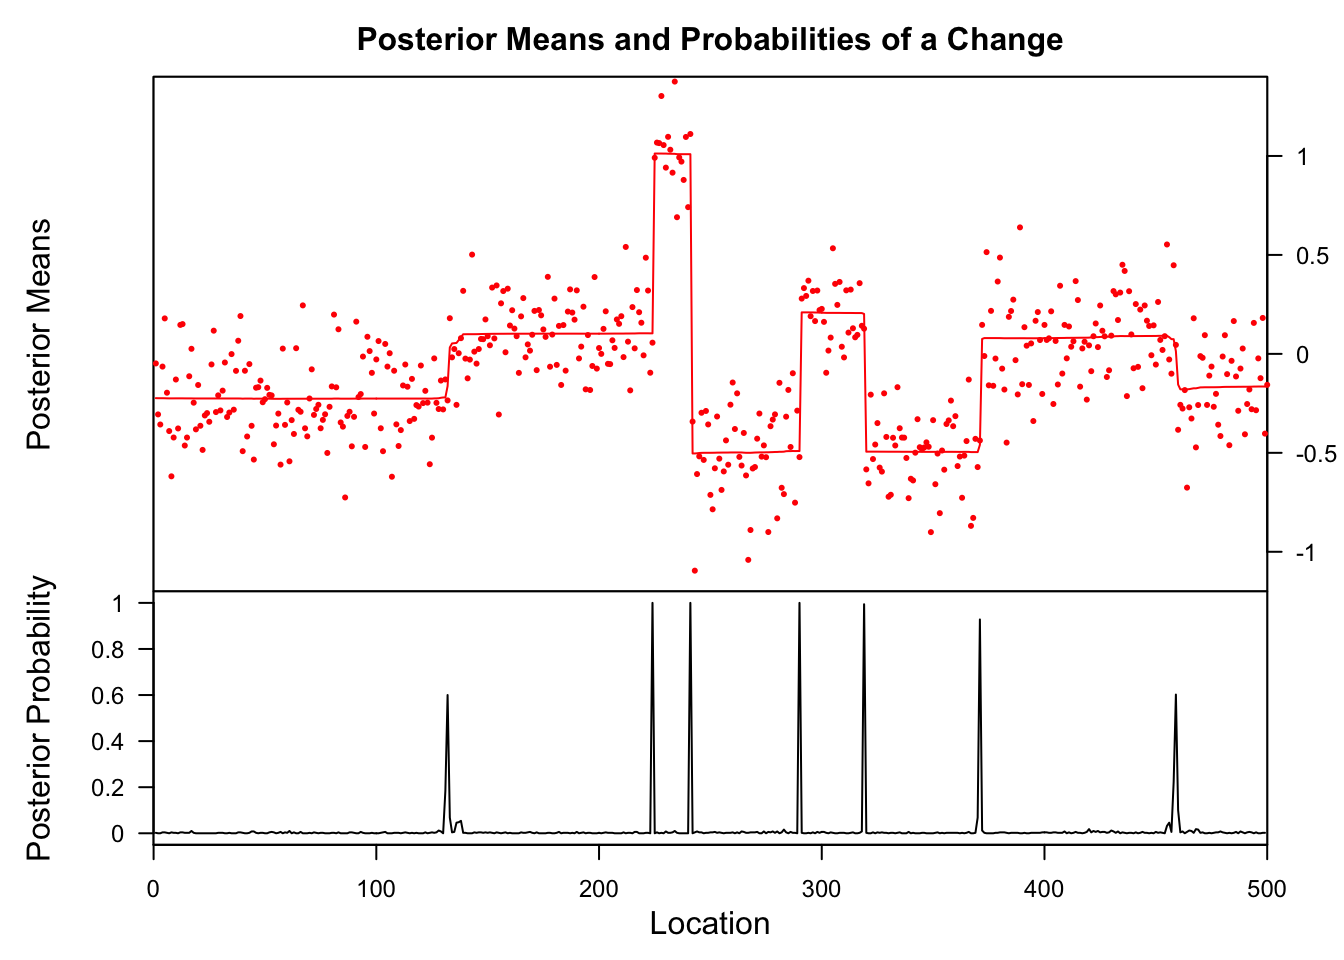 Posterior Means and Probabilities of a Change
Posterior Means
1
0.5
0
-0.5
-1
Posterior Probability
1
0.8
0.6
0.4
0.2
0
0 100 200 300 400 500
Location